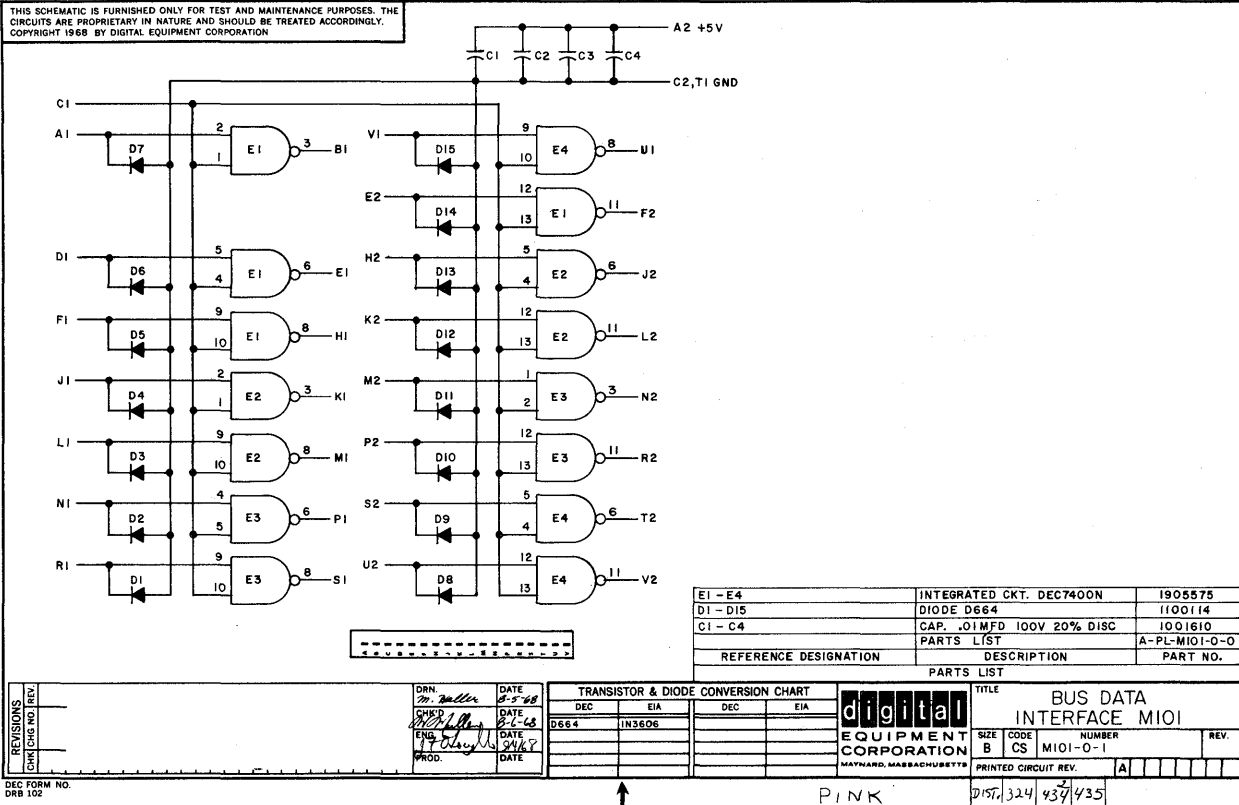 THIS SCHEMATIC IS FURNISHED ONLY FOR TEST AND MAINTENANCE PURPOSES. THE
CIRCUITS ARE PROPRIETARY IN NATURE AND SHOULD BE TREATED ACCORDINGLY.
COPYRIGHT 1968 BY DIGITAL EQUIPMENT CORPORATION
A2 +5V
C1 C2 C3 C4
C2,T1 GND
C1
A1 D7 2 1 E1 3 B1
V1 D15 9 10 E4 8 U1
E2 D14 12 13 E1 11 F2
D1 D6 5 4 E1 6 E1
H2 D13 5 4 E2 6 J2
F1 D5 9 10 E1 8 H1
K2 D12 12 13 E2 11 L2
J1 D4 2 1 E2 3 K1
M2 D11 1 2 E3 3 N2
L1 D3 9 10 E2 8 M1
P2 D10 12 13 E3 11 R2
N1 D2 4 5 E3 6 P1
S2 D9 5 4 E4 6 T2
R1 D1 9 10 E3 8 S1
U2 D8 12 13 E4 11 V2
E1 - E4 INTEGRATED CKT. DEC7400N 1905575
D1 - D15 DIODE D664 1100114
C1 - C4 CAP. .01MFD 100V 20% DISC 1001610
PARTS LIST A-PL-M101-0-0
REFERENCE DESIGNATION DESCRIPTION PART NO.
PARTS LIST
REVISIONS
CHK CHG NO. REV.
DRN. M. Waller DATE 8-5-68
CHK'D DATE 8-6-68
ENG. DATE
PROD. DATE
TRANSISTOR & DIODE CONVERSION CHART
DEC EIA DEC EIA
D664 IN3606
digital
EQUIPMENT
CORPORATION
MAYNARD, MASSACHUSETTS
TITLE
BUS DATA
INTERFACE M101
SIZE CODE NUMBER REV.
B CS M101-0-1
PRINTED CIRCUIT REV. A
DEC FORM NO.
DRB 102
PINK
DIST. 324 434 2 435